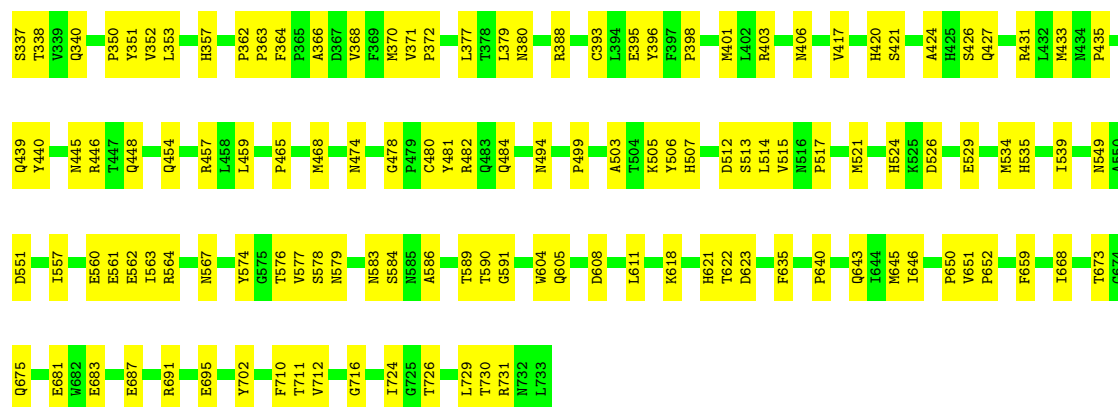 S337 T338 V339 Q340 P350 Y351 V352 L353 H357 P362 P363 F364 P365 A366 D367 V368 F369 M370 V371 P372 L377 T378 L379 N380 R388 C393 L394 E395 Y396 F397 P398 M401 L402 R403 N406 V417 H420 S421 A424 H425 S426 Q427 R431 L432 M433 N434 P435
Q439 Y440 N445 R446 T447 Q448 Q454 R457 L458 L459 P465 M468 N474 G478 P479 C480 Y481 R482 Q483 Q484 N494 P499 A503 T504 K505 Y506 H507 D512 S513 L514 V515 N516 P517 M521 H524 K525 D526 E529 M534 H535 I539 N549 A550
D551 I557 E560 E561 E562 I563 R564 N567 Y574 G575 T576 V577 S578 N579 N583 S584 N585 A586 T589 T590 G591 W604 Q605 D608 L611 K618 H621 T622 D623 F635 P640 Q643 I644 M645 I646 P650 V651 P652 F659 I668 T673 G674
Q675 E681 W682 E683 E687 R691 E695 Y702 F710 T711 V712 G716 I724 G725 T726 L729 T730 R731 N732 L733